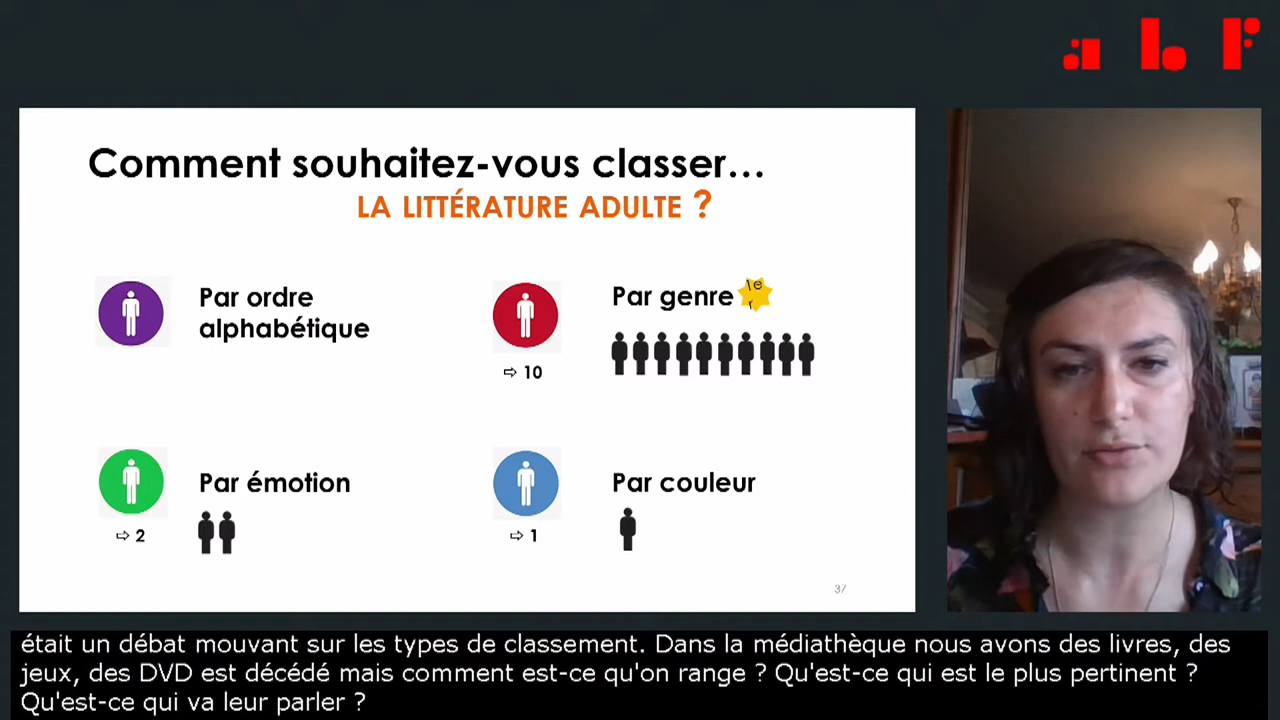 abf
Comment souhaitez-vous classer...
LA LITTÉRATURE ADULTE ?
Par ordre
alphabétique
Par genre
1er
⇨ 10
Par émotion
⇨ 2
Par couleur
⇨ 1
37
était un débat mouvant sur les types de classement. Dans la médiathèque nous avons des livres, des
jeux, des DVD est décédé mais comment est-ce qu'on range ? Qu'est-ce qui est le plus pertinent ?
Qu'est-ce qui va leur parler ?